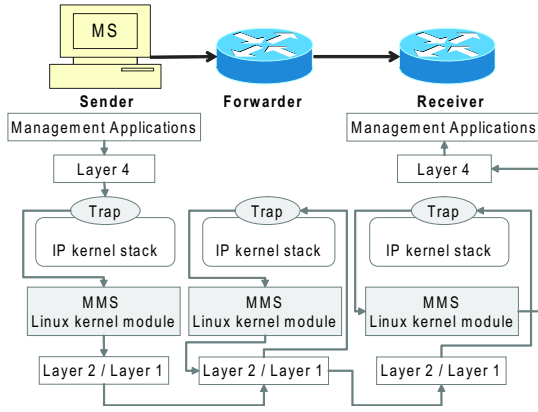 MS
Sender
Forwarder
Receiver
Management Applications
Management Applications
Layer 4
Layer 4
Trap
Trap
Trap
IP kernel stack
IP kernel stack
IP kernel stack
MMS
Linux kernel module
MMS
Linux kernel module
MMS
Linux kernel module
Layer 2 / Layer 1
Layer 2 / Layer 1
Layer 2 / Layer 1